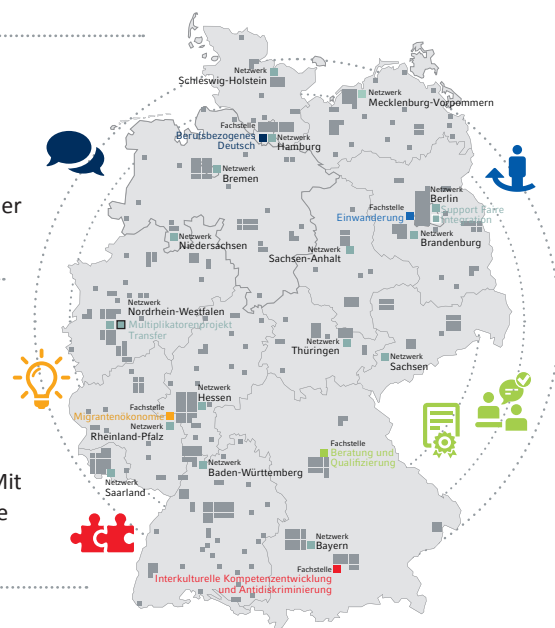 Netzwerk
Schleswig-Holstein
Netzwerk
Mecklenburg-Vorpommern
Fachstelle
Berufsbezogenes
Deutsch
Netzwerk
Hamburg
Netzwerk
Bremen
er
Netzwerk
Berlin
Support Faire
Integration
Fachstelle
Einwanderung
Netzwerk
Brandenburg
Netzwerk
Niedersachsen
Netzwerk
Sachsen-Anhalt
Netzwerk
Nordrhein-Westfalen
Multiplikatorenprojekt
Transfer
Netzwerk
Thüringen
Netzwerk
Sachsen
Netzwerk
Hessen
Fachstelle
Migrantenökonomie
Netzwerk
Rheinland-Pfalz
Fachstelle
Beratung und
Qualifizierung
Netzwerk
Baden-Württemberg
Netzwerk
Saarland
Mit
e
Netzwerk
Bayern
Fachstelle
Interkulturelle Kompetenzentwicklung
und Antidiskriminierung